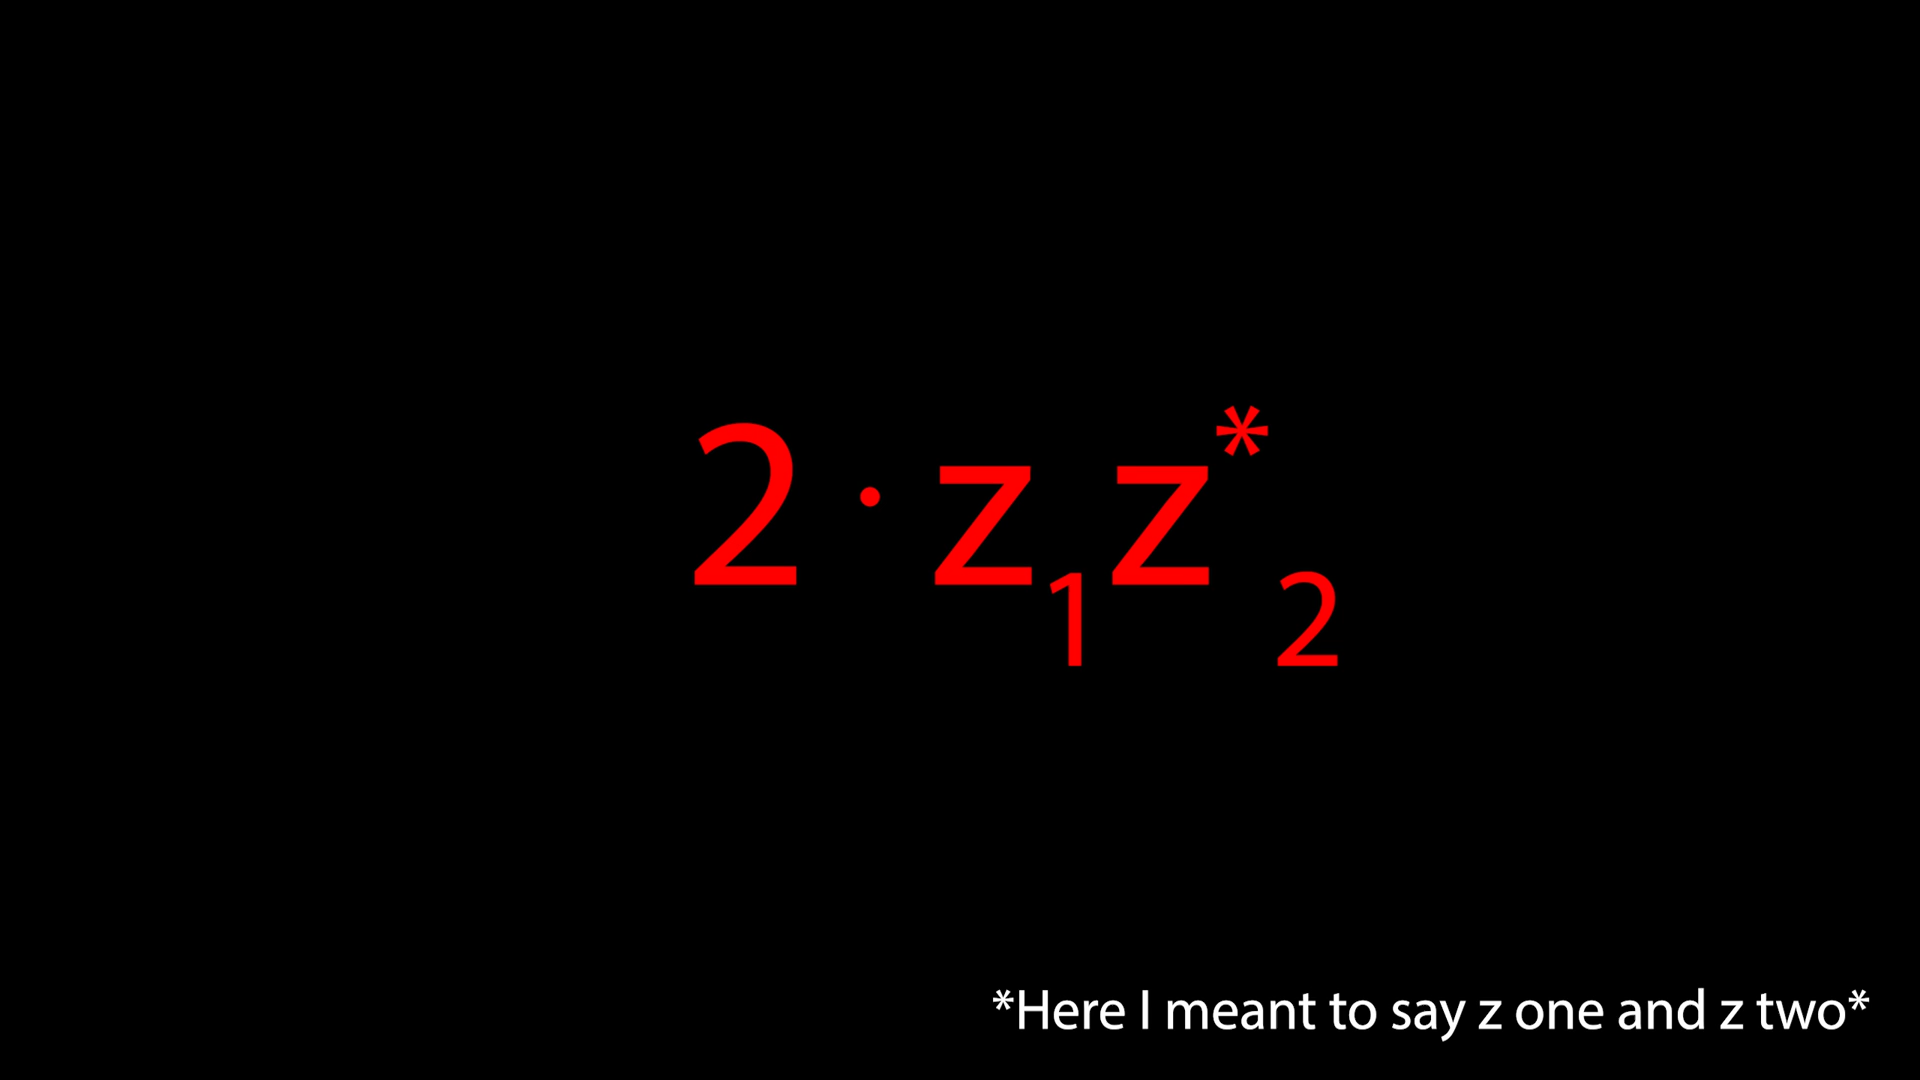 2 · z₁z*₂
*Here I meant to say z one and z two*